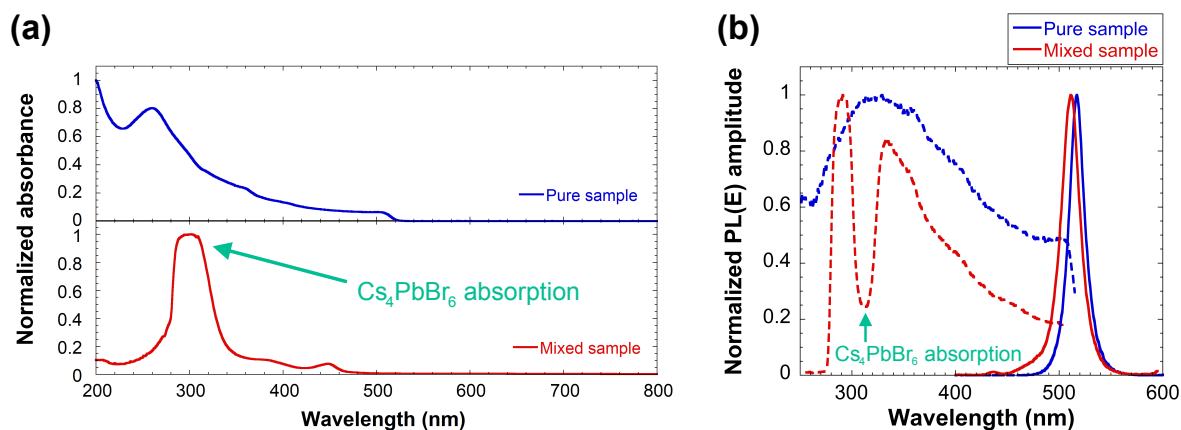 (a)
Normalized absorbance
1
0.8
0.6
0.4
0.2
0
Pure sample
1
0.8
0.6
0.4
0.2
0
Cs4PbBr6 absorption
Mixed sample
200 300 400 500 600 700 800
Wavelength (nm)
(b)
Pure sample
Mixed sample
Normalized PL(E) amplitude
1
0.8
0.6
0.4
0.2
0
Cs4PbBr6 absorption
300 400 500 600
Wavelength (nm)